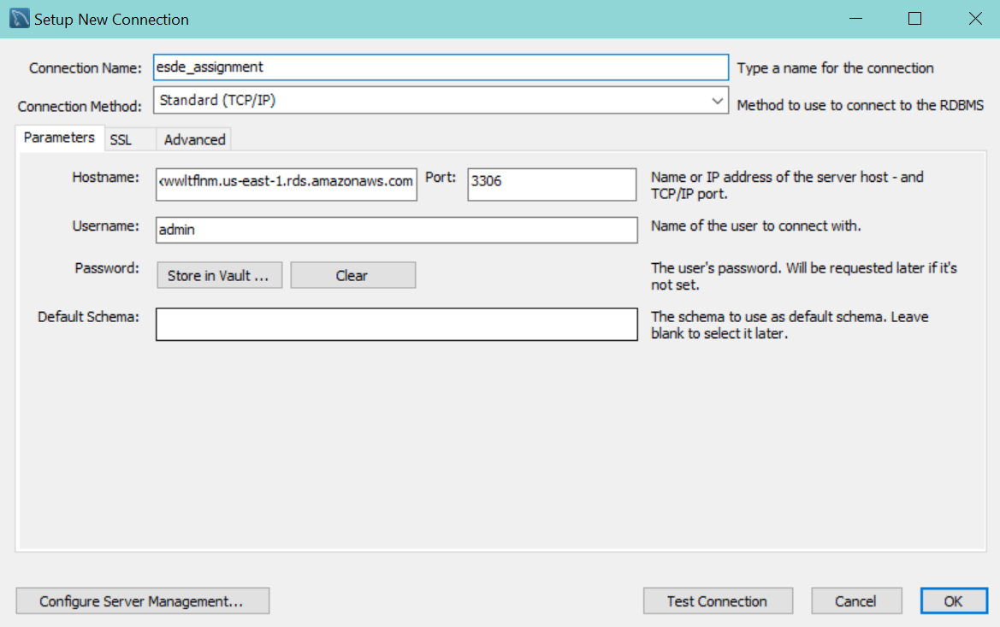 Setup New Connection
Connection Name: esde_assignment Type a name for the connection
Connection Method: Standard (TCP/IP) Method to use to connect to the RDBMS
Parameters SSL Advanced
Hostname: wwltflnm.us-east-1.rds.amazonaws.com Port: 3306 Name or IP address of the server host - and
TCP/IP port.
Username: admin Name of the user to connect with.
Password: Store in Vault ... Clear The user's password. Will be requested later if it's
not set.
Default Schema: The schema to use as default schema. Leave
blank to select it later.
Configure Server Management... Test Connection Cancel OK